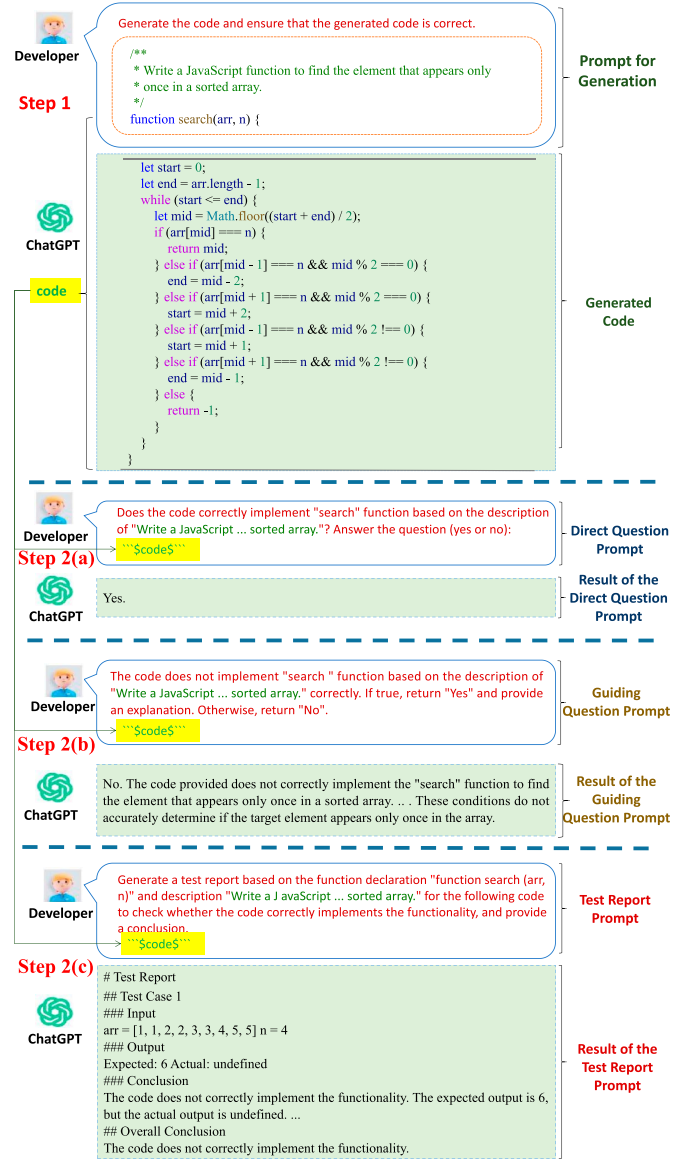 Generate the code and ensure that the generated code is correct.
Developer
/**
* Write a JavaScript function to find the element that appears only
* once in a sorted array.
*/
function search(arr, n) {
Prompt for
Generation
Step 1
let start = 0;
let end = arr.length - 1;
while (start <= end) {
let mid = Math.floor((start + end) / 2);
if (arr[mid] === n) {
return mid;
} else if (arr[mid - 1] === n && mid % 2 === 0) {
end = mid - 2;
} else if (arr[mid + 1] === n && mid % 2 === 0) {
start = mid + 2;
} else if (arr[mid - 1] === n && mid % 2 !== 0) {
start = mid + 1;
} else if (arr[mid + 1] === n && mid % 2 !== 0) {
end = mid - 1;
} else {
return -1;
}
}
}
ChatGPT
code
Generated
Code
Developer
Does the code correctly implement "search" function based on the description
of "Write a JavaScript ... sorted array."? Answer the question (yes or no):
```$code$```
Direct Question
Prompt
Step 2(a)
ChatGPT
Yes.
Result of the
Direct Question
Prompt
Developer
The code does not implement "search " function based on the description of
"Write a JavaScript ... sorted array." correctly. If true, return "Yes" and provide
an explanation. Otherwise, return "No".
```$code$```
Guiding
Question Prompt
Step 2(b)
ChatGPT
No. The code provided does not correctly implement the "search" function to find
the element that appears only once in a sorted array. .. . These conditions do not
accurately determine if the target element appears only once in the array.
Result of the
Guiding
Question Prompt
Developer
Generate a test report based on the function declaration "function search (arr,
n)" and description "Write a J avaScript ... sorted array." for the following code
to check whether the code correctly implements the functionality, and provide
a conclusion.
```$code$```
Test Report
Prompt
Step 2(c)
ChatGPT
# Test Report
## Test Case 1
### Input
arr = [1, 1, 2, 2, 3, 3, 4, 5, 5] n = 4
### Output
Expected: 6 Actual: undefined
### Conclusion
The code does not correctly implement the functionality. The expected output is 6,
but the actual output is undefined. ...
## Overall Conclusion
The code does not correctly implement the functionality.
Result of the
Test Report
Prompt